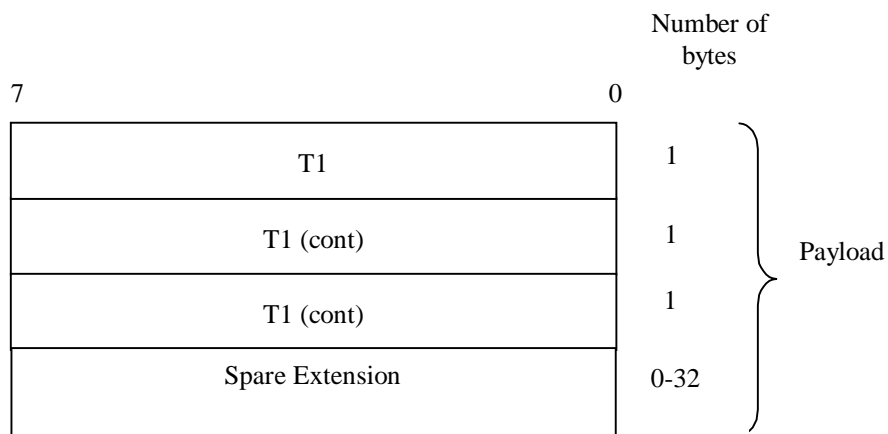 Number of
bytes
7 0
T1 1
T1 (cont) 1
Payload
T1 (cont) 1
Spare Extension 0-32